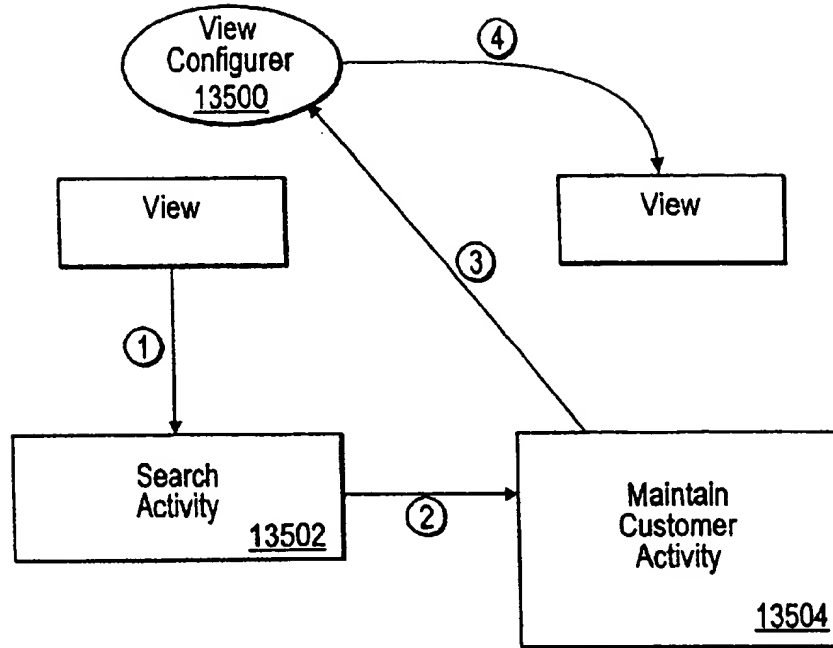 View
Configurer
13500
4
View
View
3
1
Search
Activity
13502
2
Maintain
Customer
Activity
13504